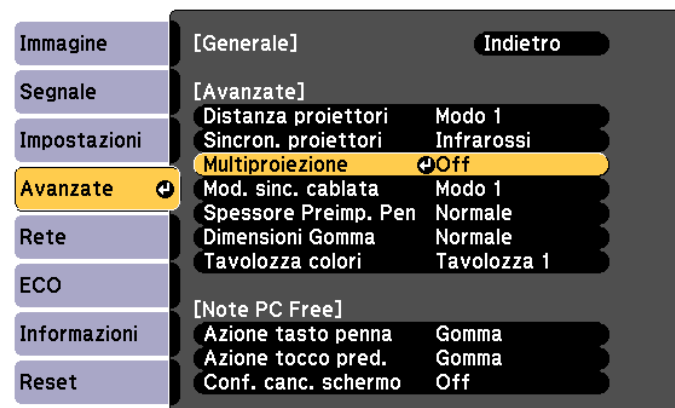 Immagine
Segnale
Impostazioni
Avanzate
Rete
ECO
Informazioni
Reset
[Generale] Indietro
[Avanzate]
Distanza proiettori Modo 1
Sincron. proiettori Infrarossi
Multiproiezione Off
Mod. sinc. cablata Modo 1
Spessore Preimp. Pen Normale
Dimensioni Gomma Normale
Tavolozza colori Tavolozza 1
[Note PC Free]
Azione tasto penna Gomma
Azione tocco pred. Gomma
Conf. canc. schermo Off